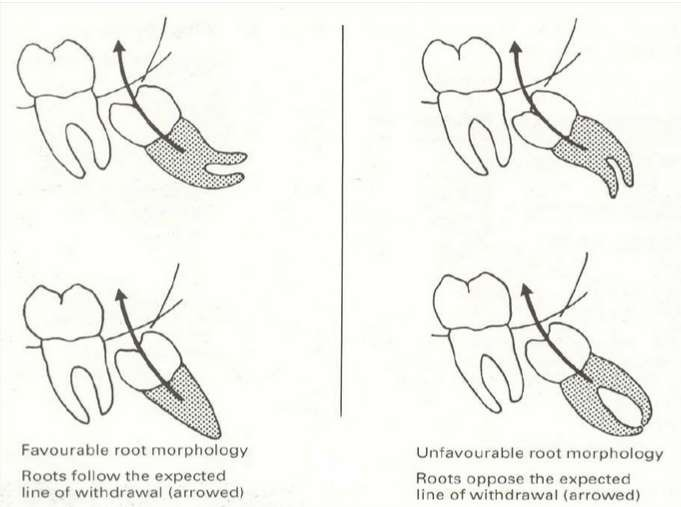 Favourable root morphology
Roots follow the expected
line of withdrawal (arrowed)
Unfavourable root morphology
Roots oppose the expected
line of withdrawal (arrowed)